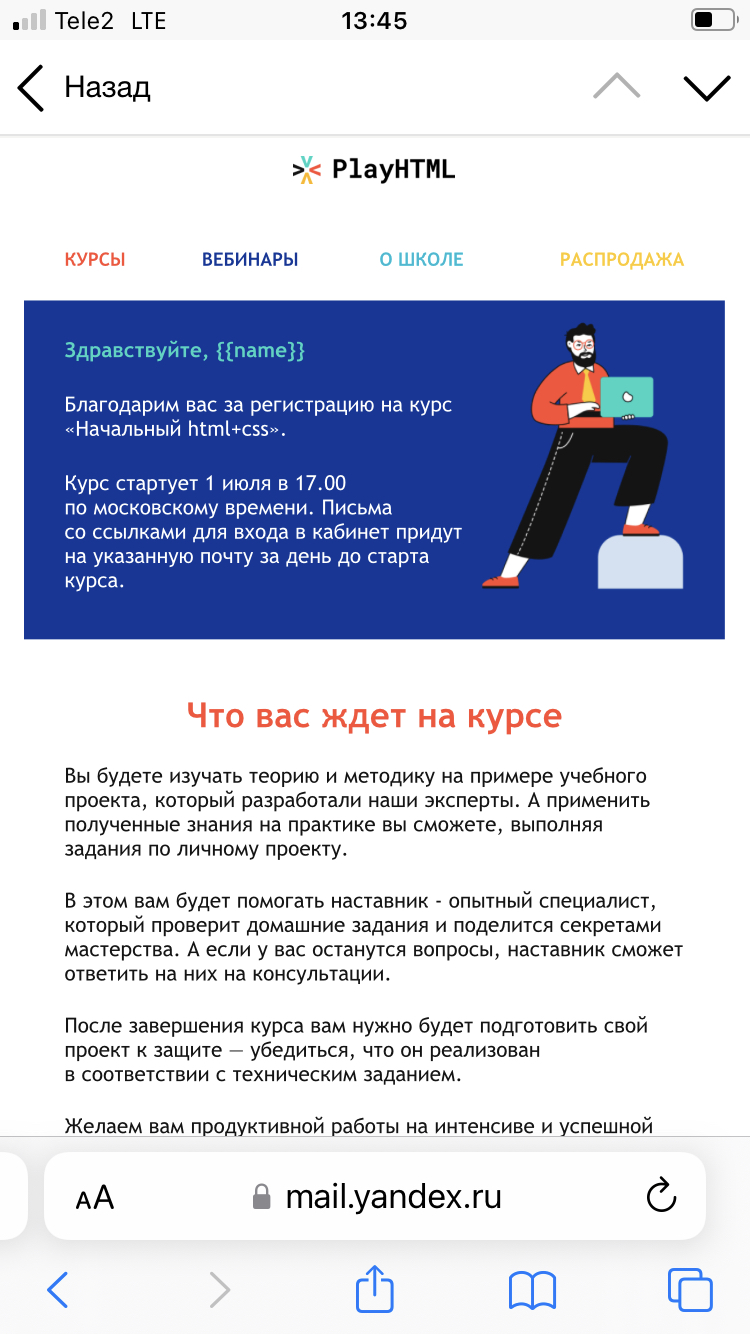 Tele2 LTE 13:45
Назад
PlayHTML
КУРСЫ ВЕБИНАРЫ О ШКОЛЕ РАСПРОДАЖА
Здравствуйте, {{name}}
Благодарим вас за регистрацию на курс
«Начальный html+css».
Курс стартует 1 июля в 17.00
по московскому времени. Письма
со ссылками для входа в кабинет придут
на указанную почту за день до старта
курса.
Что вас ждет на курсе
Вы будете изучать теорию и методику на примере учебного
проекта, который разработали наши эксперты. А применить
полученные знания на практике вы сможете, выполняя
задания по личному проекту.
В этом вам будет помогать наставник - опытный специалист,
который проверит домашние задания и поделится секретами
мастерства. А если у вас останутся вопросы, наставник сможет
ответить на них на консультации.
После завершения курса вам нужно будет подготовить свой
проект к защите — убедиться, что он реализован
в соответствии с техническим заданием.
Желаем вам продуктивной работы на интенсиве и успешной
AA mail.yandex.ru